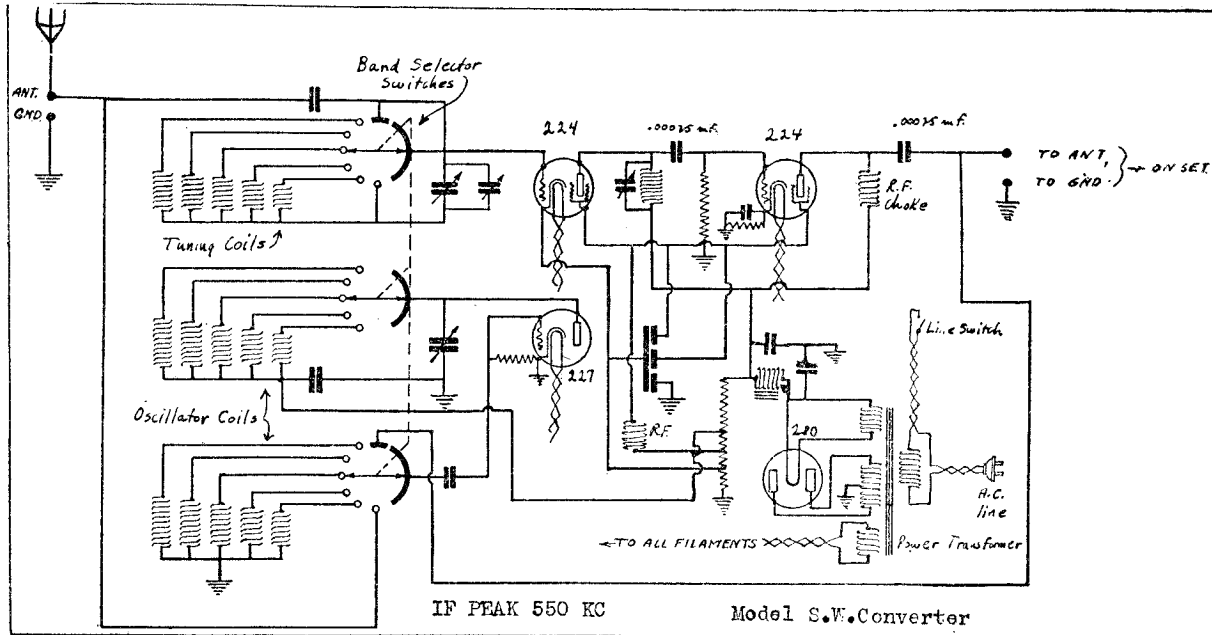 Band Selector
Switches
ANT.
GND.
224
.00025 mf.
224
.00025 mf.
TO ANT,
TO GND.
ON SET.
R.F.
Choke
Tuning Coils
Line Switch
227
Oscillator Coils
R.F.
280
A.C.
line
TO ALL FILAMENTS
Power Transformer
IF PEAK 550 KC
Model S.W.Converter